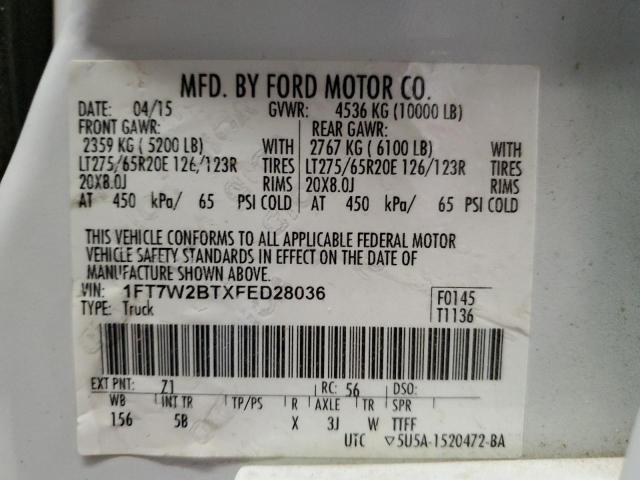 MFD. BY FORD MOTOR CO.
DATE: 04/15 GVWR: 4536 KG (10000 LB)
FRONT GAWR: REAR GAWR:
2359 KG ( 5200 LB) WITH 2767 KG ( 6100 LB) WITH
LT275/65R20E 126/123R TIRES LT275/65R20E 126/123R TIRES
20X8.0J RIMS 20X8.0J RIMS
AT 450 kPa/ 65 PSI COLD AT 450 kPa/ 65 PSI COLD
THIS VEHICLE CONFORMS TO ALL APPLICABLE FEDERAL MOTOR
VEHICLE SAFETY STANDARDS IN EFFECT ON THE DATE OF
MANUFACTURE SHOWN ABOVE.
VIN: 1FT7W2BTXFED28036 F0145
TYPE: Truck T1136
EXT PNT: Z1 RC: 56 DSO:
WB INT TR TP/PS R AXLE TR SPR
156 5B X 3J W TTFF
UTC ▽5U5A-1520472-BA